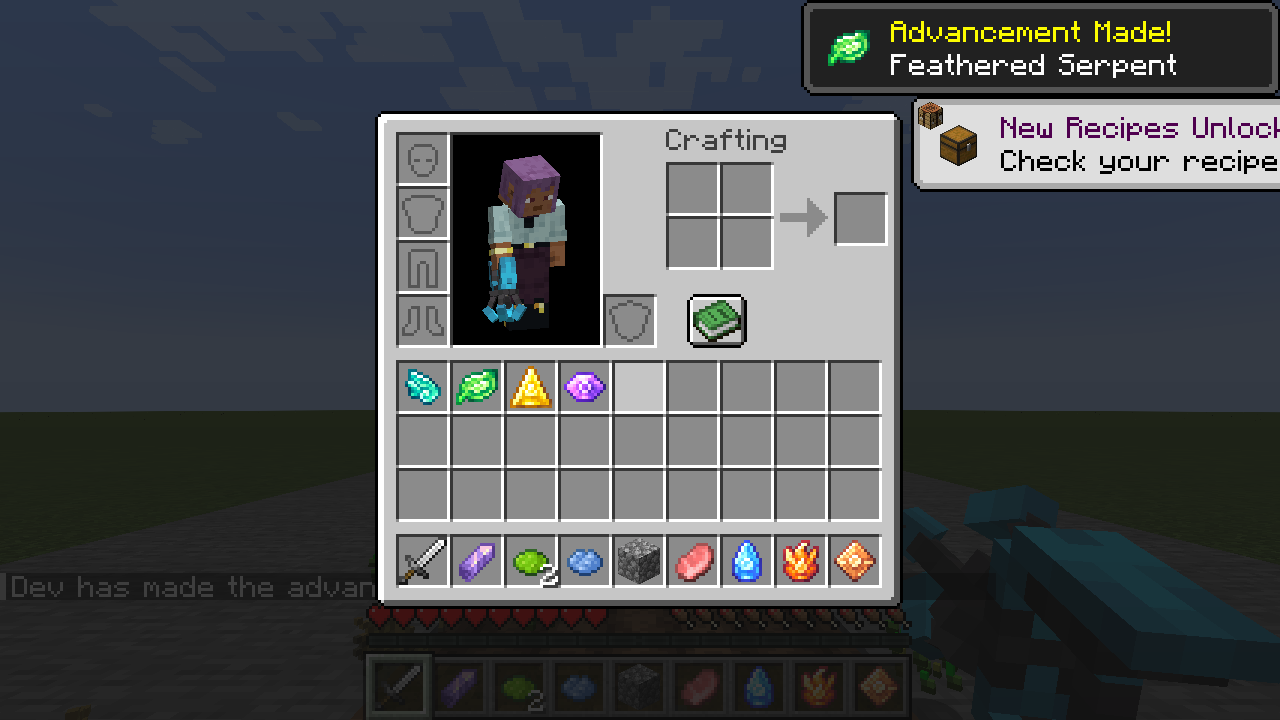 Advancement Made!
Feathered Serpent
New Recipes Unlock
Check your recipe
Crafting
2
Dev has made the advan
2